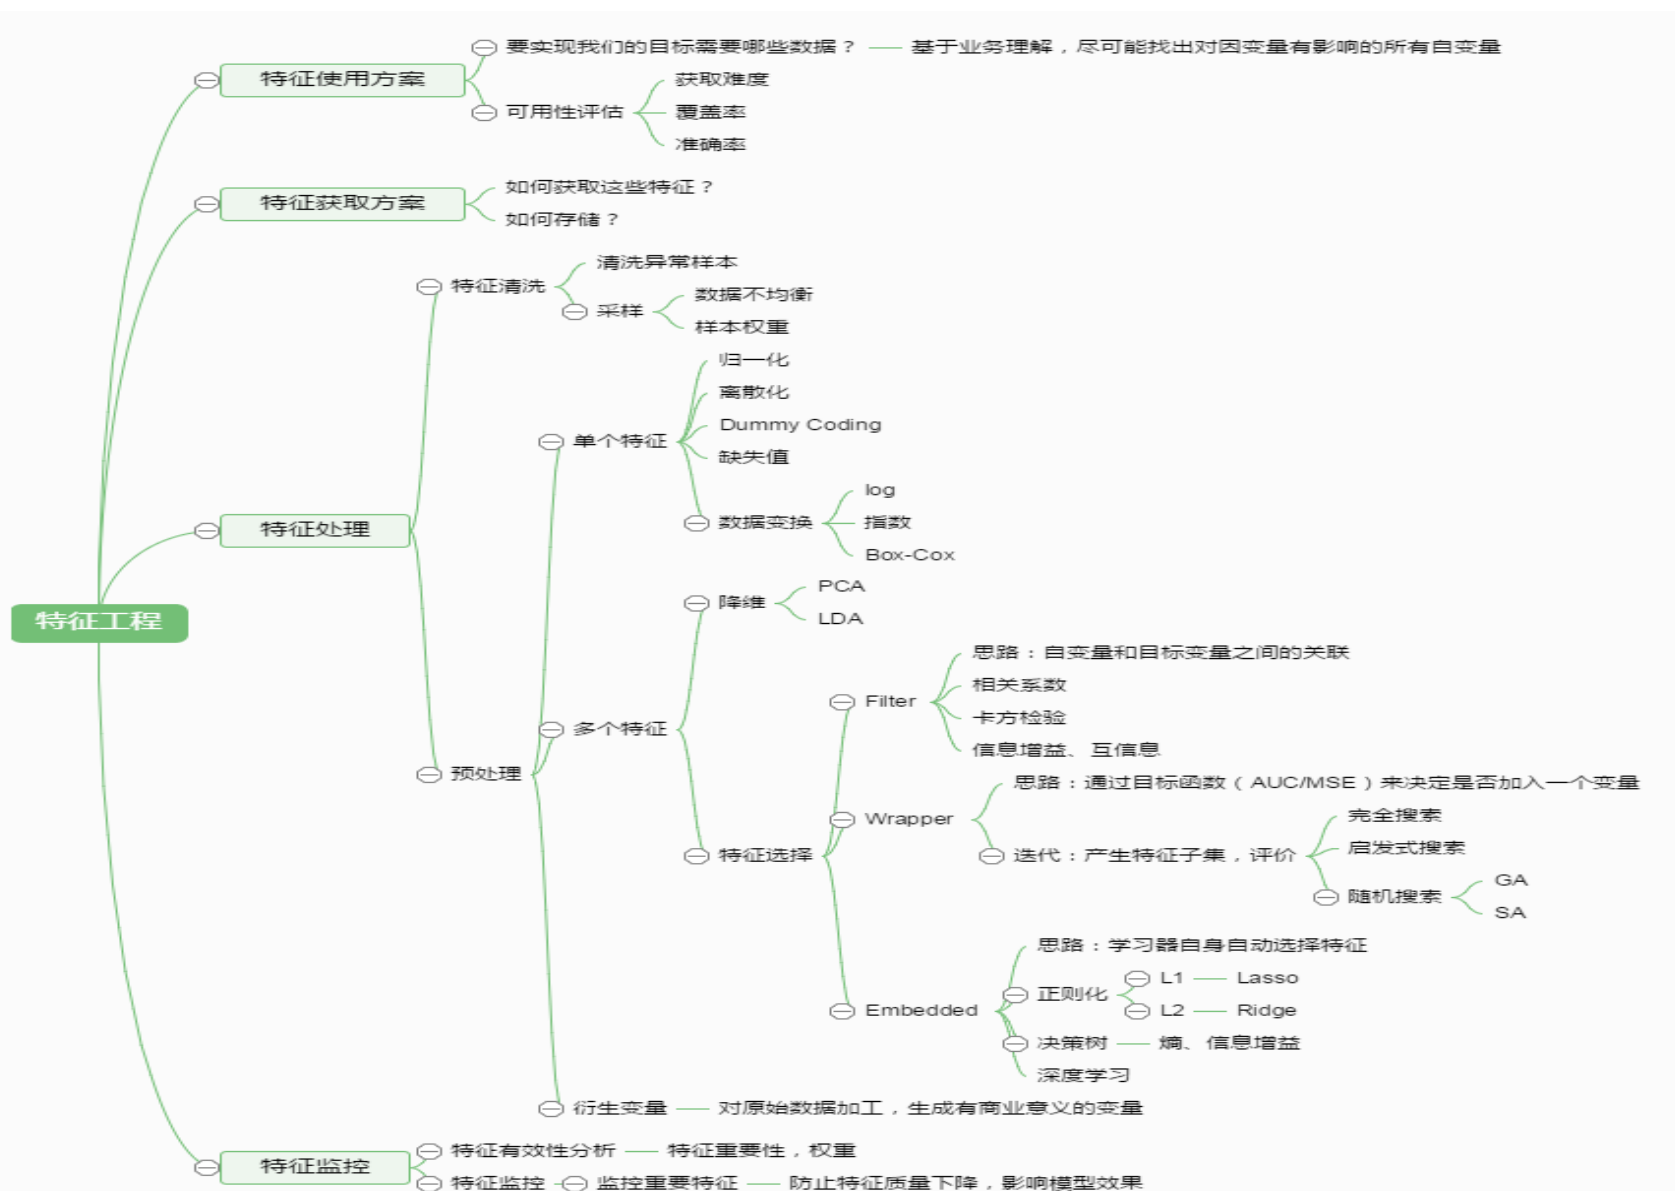 要实现我们的目标需要哪些数据？ 基于业务理解，尽可能找出对因变量有影响的所有自变量
特征使用方案
获取难度
可用性评估
覆盖率
准确率
如何获取这些特征？
特征获取方案
如何存储？
清洗异常样本
特征清洗
数据不均衡
采样
样本权重
归一化
离散化
Dummy Coding
单个特征
缺失值
log
数据变换
指数
Box-Cox
特征处理
PCA
降维
LDA
特征工程
思路：自变量和目标变量之间的关联
相关系数
Filter
卡方检验
多个特征
信息增益、互信息
预处理
思路：通过目标函数（AUC/MSE）来决定是否加入一个变量
Wrapper
完全搜索
启发式搜索
特征选择
迭代：产生特征子集，评价
GA
随机搜索
SA
思路：学习器自身自动选择特征
L1 Lasso
正则化
L2 Ridge
Embedded
决策树 熵、信息增益
深度学习
衍生变量 对原始数据加工，生成有商业意义的变量
特征有效性分析 特征重要性，权重
特征监控
特征监控 监控重要特征 防止特征质量下降，影响模型效果